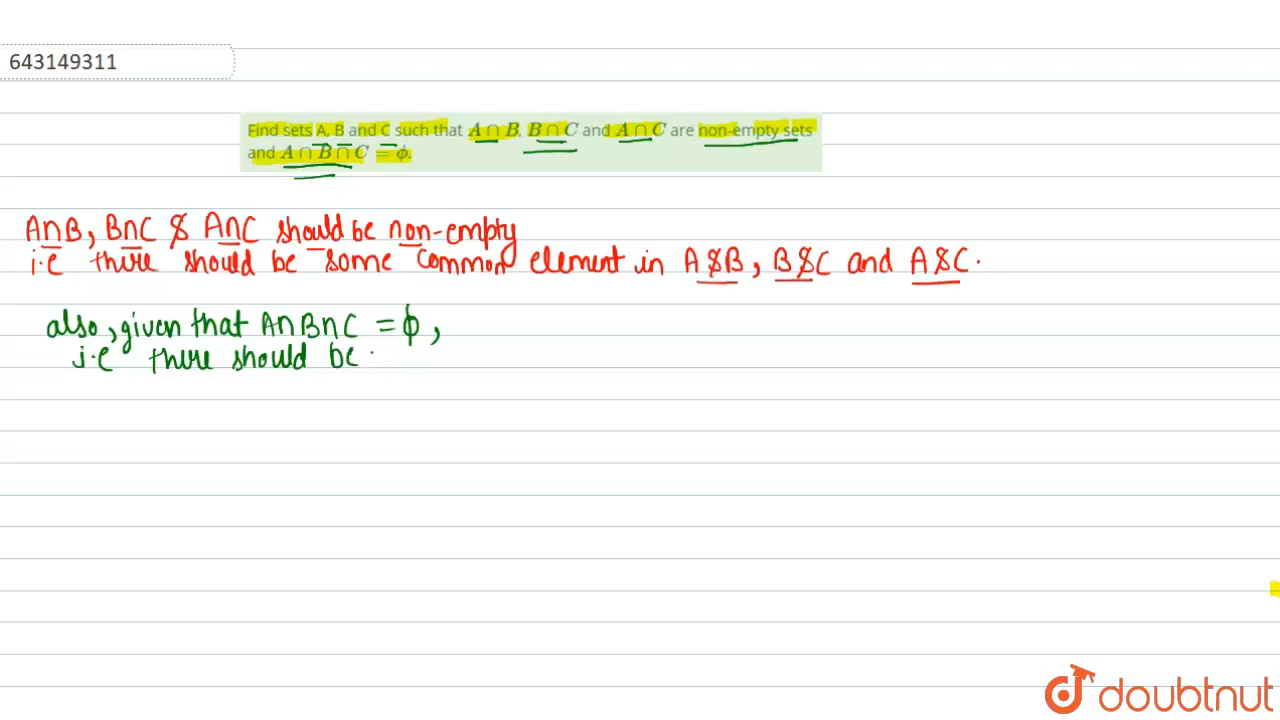 643149311
Find sets A, B and C such that A ∩ B, B ∩ C and A ∩ C are non-empty sets
and A ∩ B ∩ C = ϕ.
A∩B, B∩C & A∩C should be non-empty
i.e there should be some common element in A&B, B&C and A&C.
also, given that A∩B∩C = ϕ,
i.e there should be
doubtnut